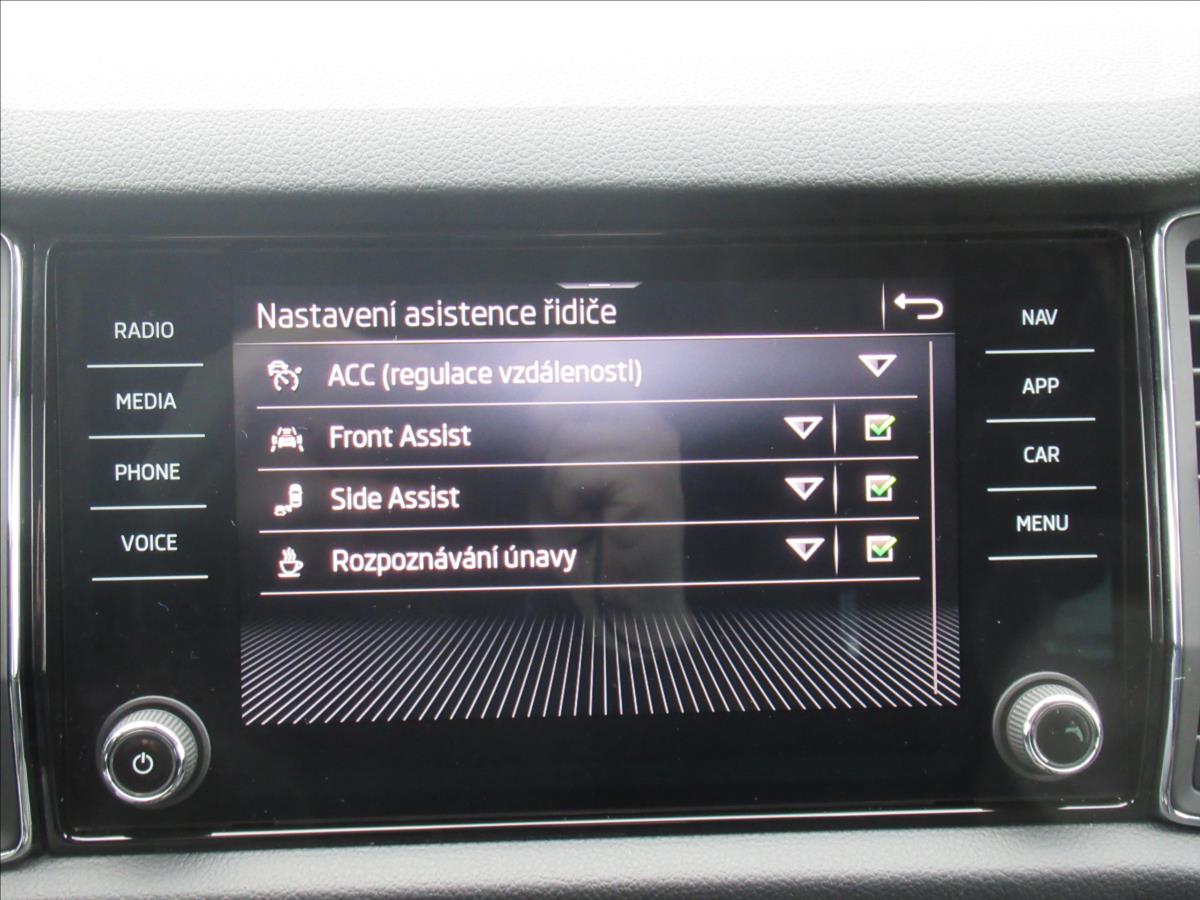 Nastavení asistence řidiče
ACC (regulace vzdálenosti)
Front Assist
Side Assist
Rozpoznávání únavy
RADIO
MEDIA
PHONE
VOICE
NAV
APP
CAR
MENU